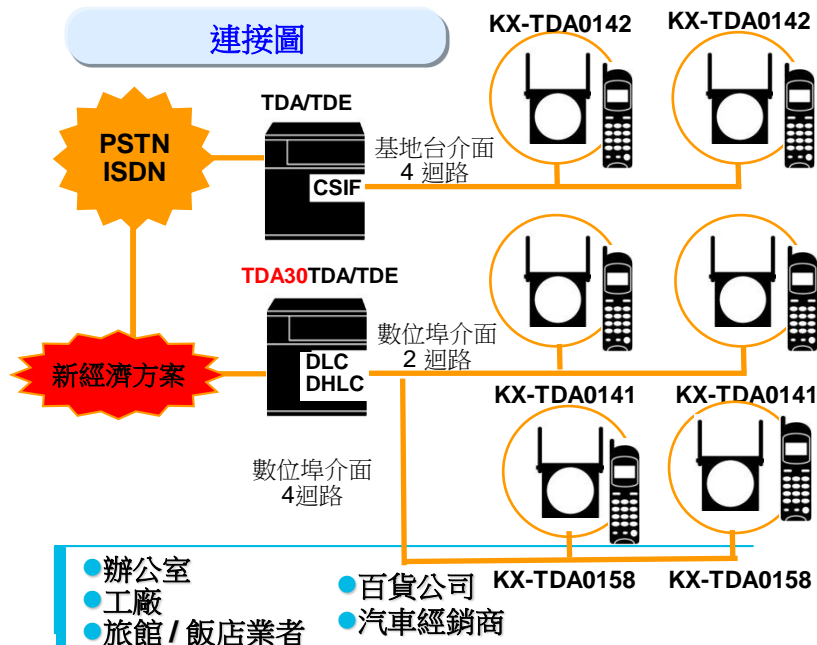 連接圖
KX-TDA0142
KX-TDA0142
TDA/TDE
PSTN
ISDN
基地台介面
4 迴路
CSIF
TDA30TDA/TDE
數位埠介面
2 迴路
新經濟方案
DLC
DHLC
KX-TDA0141
KX-TDA0141
數位埠介面
4迴路
KX-TDA0158
KX-TDA0158
●辦公室
●工廠
●旅館 / 飯店業者
●百貨公司
●汽車經銷商